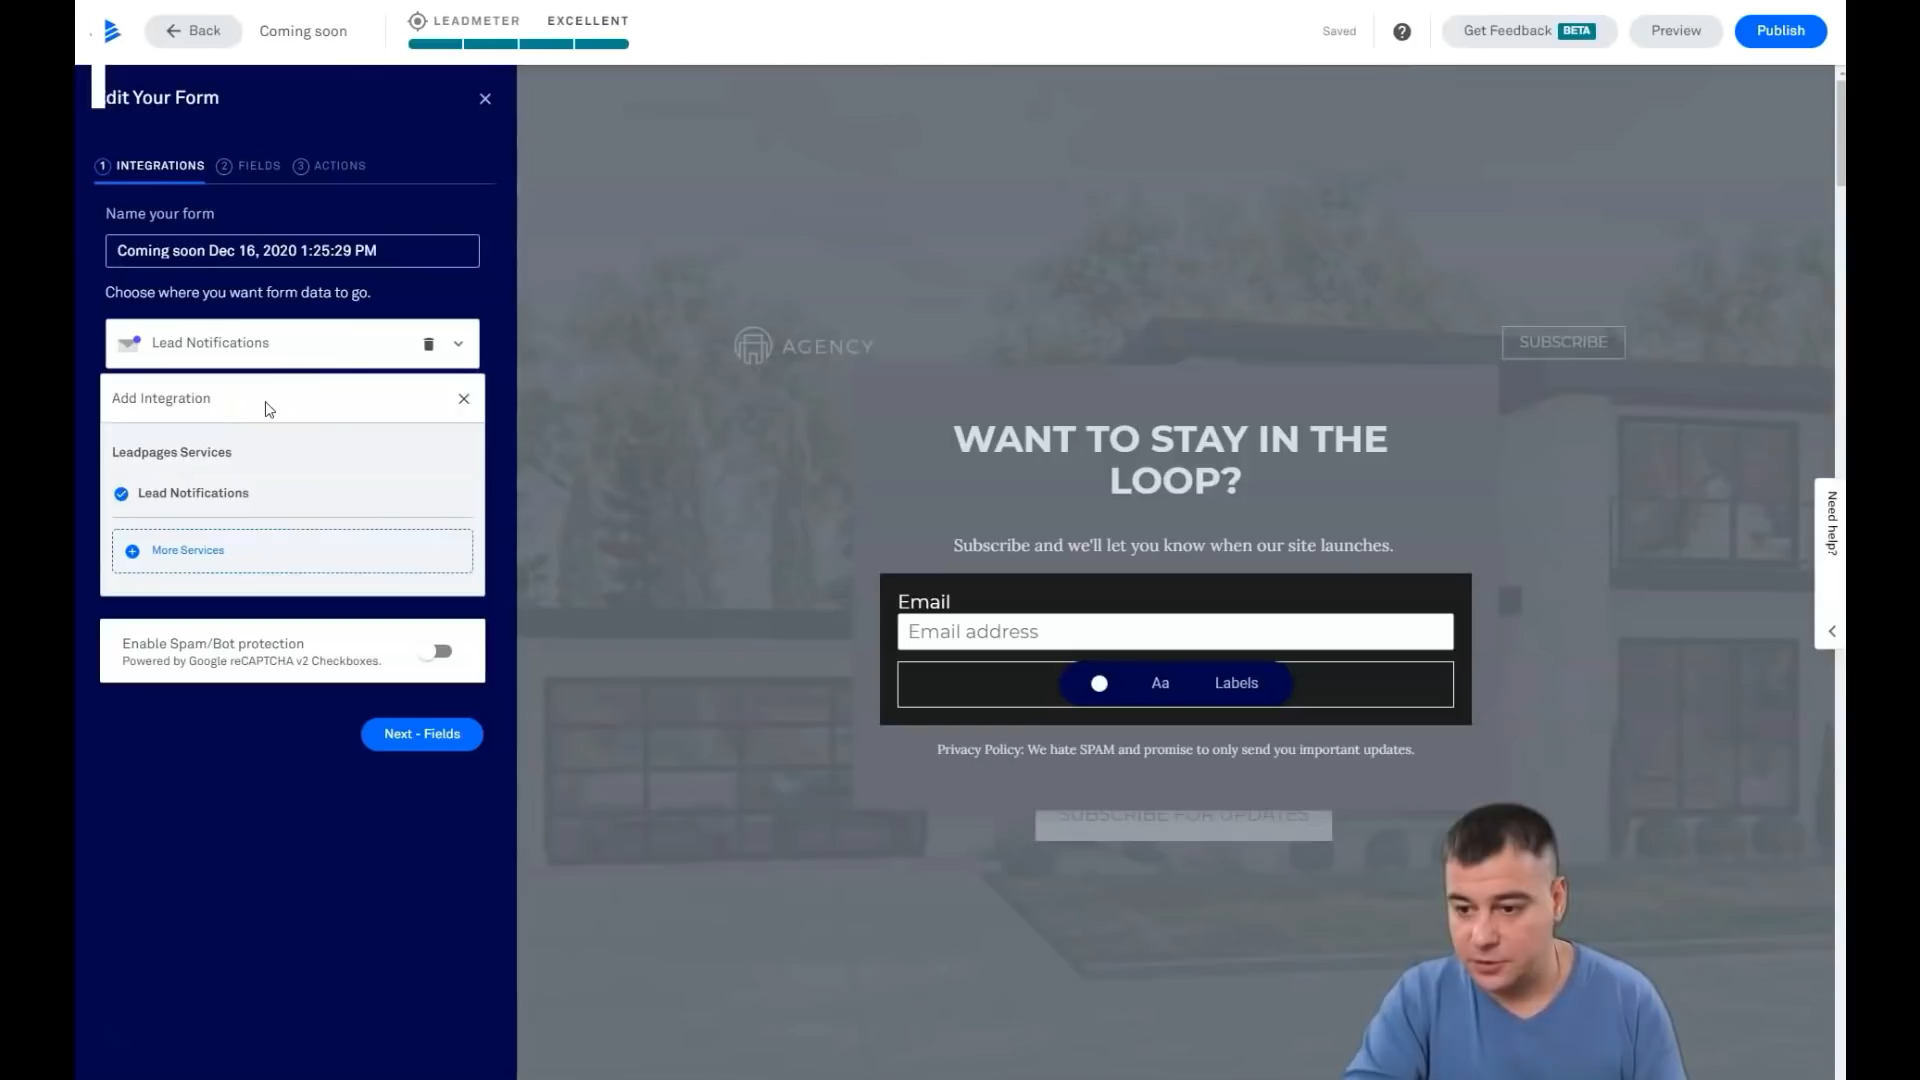 Back
Coming soon
LEADMETER EXCELLENT
Saved
?
Get Feedback BETA
Preview
Publish
dit Your Form
1 INTEGRATIONS 2 FIELDS 3 ACTIONS
Name your form
Coming soon Dec 16, 2020 1:25:29 PM
Choose where you want form data to go.
Lead Notifications
Add Integration
Leadpages Services
Lead Notifications
More Services
Enable Spam/Bot protection
Powered by Google reCAPTCHA v2 Checkboxes.
Next - Fields
AGENCY
SUBSCRIBE
WANT TO STAY IN THE
LOOP?
Subscribe and we'll let you know when our site launches.
Email
Email address
Aa Labels
Privacy Policy: We hate SPAM and promise to only send you important updates.
SUBSCRIBE FOR UPDATES
Need help?